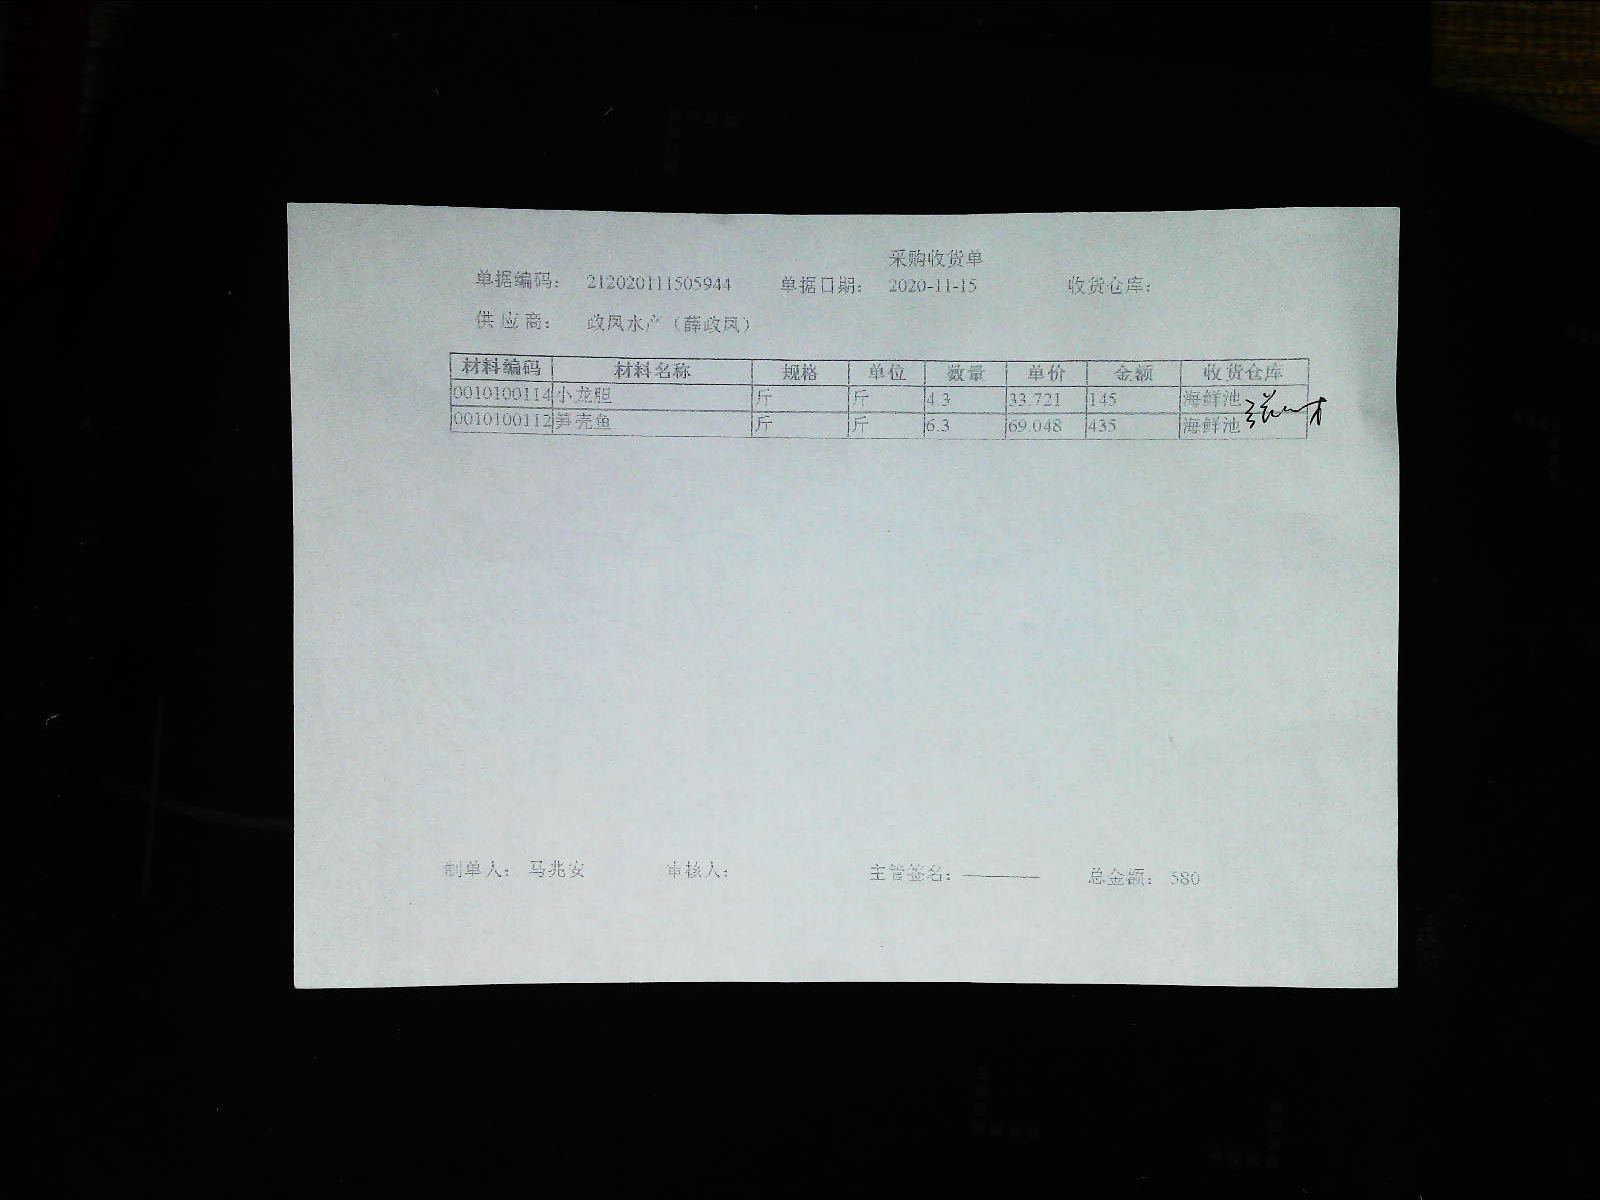 采购收货单
单据编码： 212020111505944 单据日期： 2020-11-15 收货仓库：
供应商： 政凤水产（薛政凤）
材料编码 材料名称 规格 单位 数量 单价 金额 收货仓库
0010100114 小龙胆 斤 斤 4.3 33.721 145 海鲜池
0010100112 笋壳鱼 斤 斤 6.3 69.048 435 海鲜池
制单人： 马兆安 审核人： 主管签名： 总金额： 580